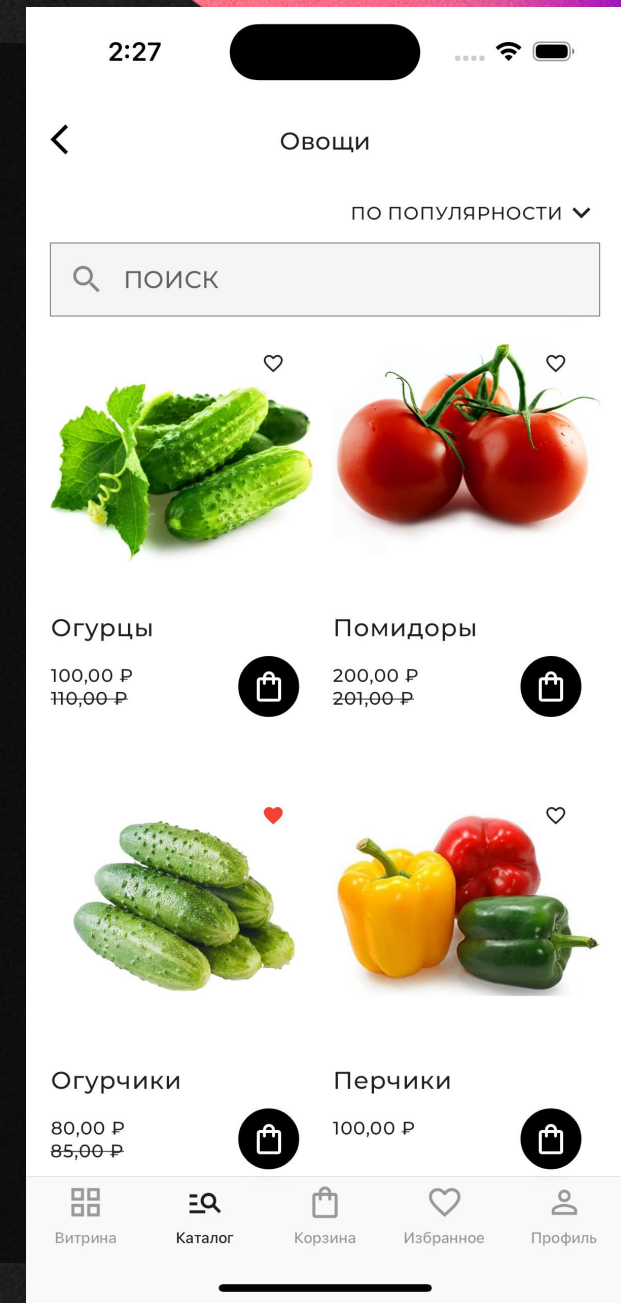 2:27
Овощи
ПО ПОПУЛЯРНОСТИ
ПОИСК
Огурцы
100,00 ₽
110,00 ₽
Помидоры
200,00 ₽
201,00 ₽
Огурчики
80,00 ₽
85,00 ₽
Перчики
100,00 ₽
Витрина
Каталог
Корзина
Избранное
Профиль